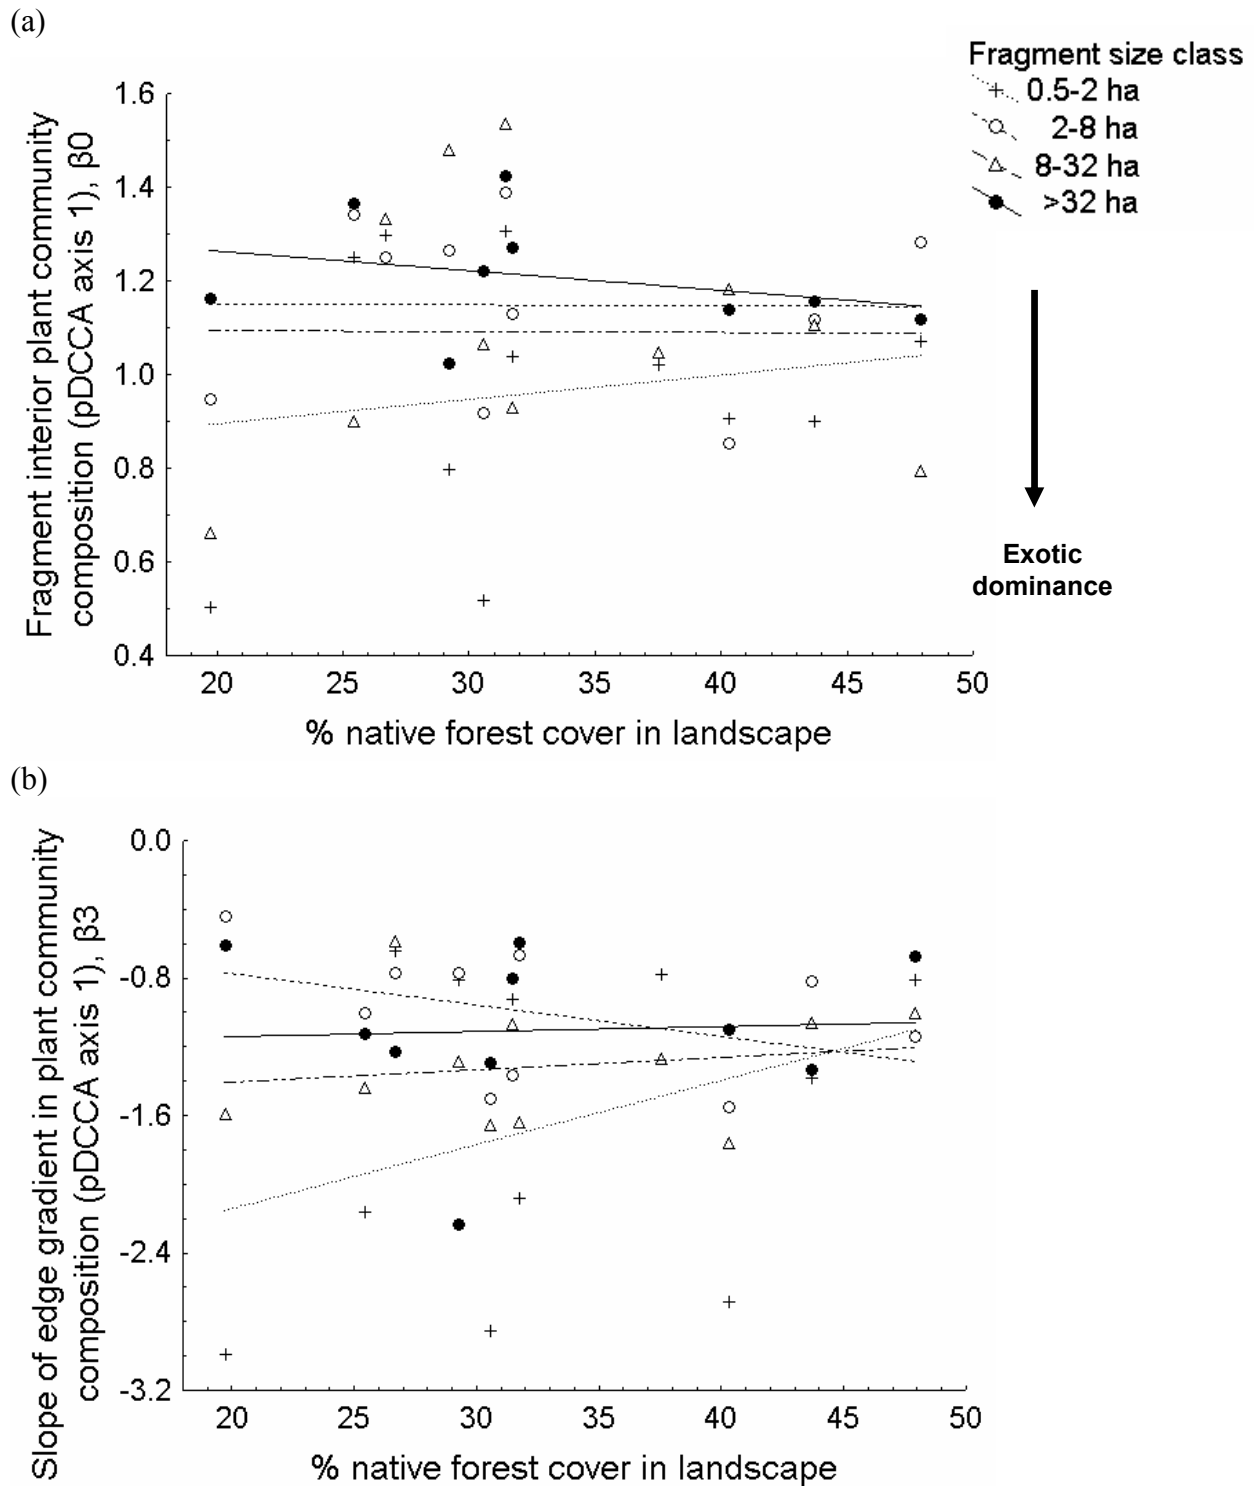 (a)
Fragment interior plant community
composition (pDCCA axis 1), β0
1.6
1.4
1.2
1.0
0.8
0.6
0.4
20 25 30 35 40 45 50
% native forest cover in landscape
Fragment size class
0.5-2 ha
2-8 ha
8-32 ha
>32 ha
Exotic
dominance
(b)
Slope of edge gradient in plant community
composition (pDCCA axis 1), β3
0.0
-0.8
-1.6
-2.4
-3.2
20 25 30 35 40 45 50
% native forest cover in landscape